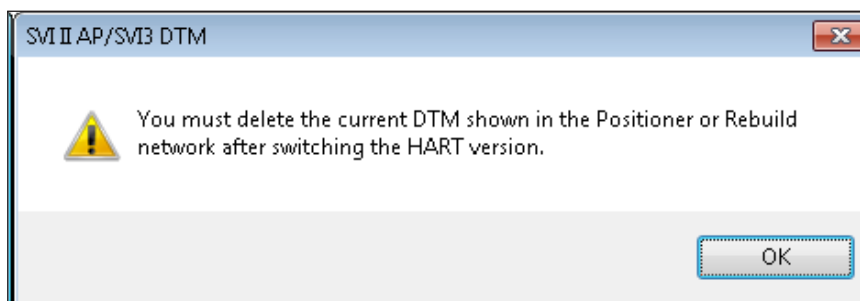 SVI II AP/SVI3 DTM
You must delete the current DTM shown in the Positioner or Rebuild
network after switching the HART version.
OK